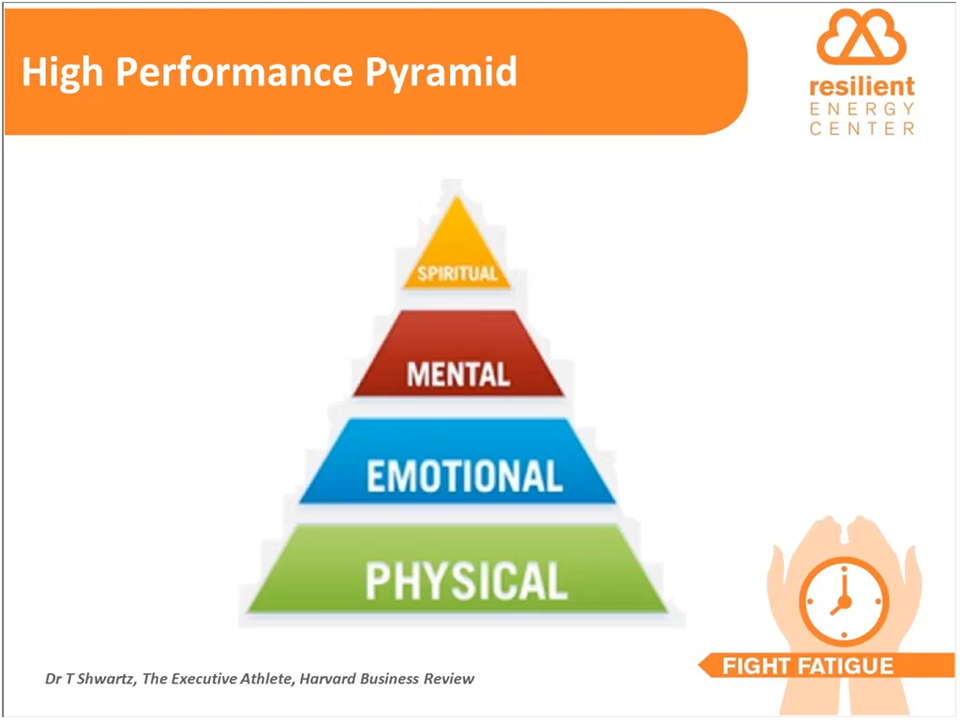 High Performance Pyramid
resilient
ENERGY
CENTER
SPIRITUAL
MENTAL
EMOTIONAL
PHYSICAL
Dr T Shwartz, The Executive Athlete, Harvard Business Review
FIGHT FATIGUE